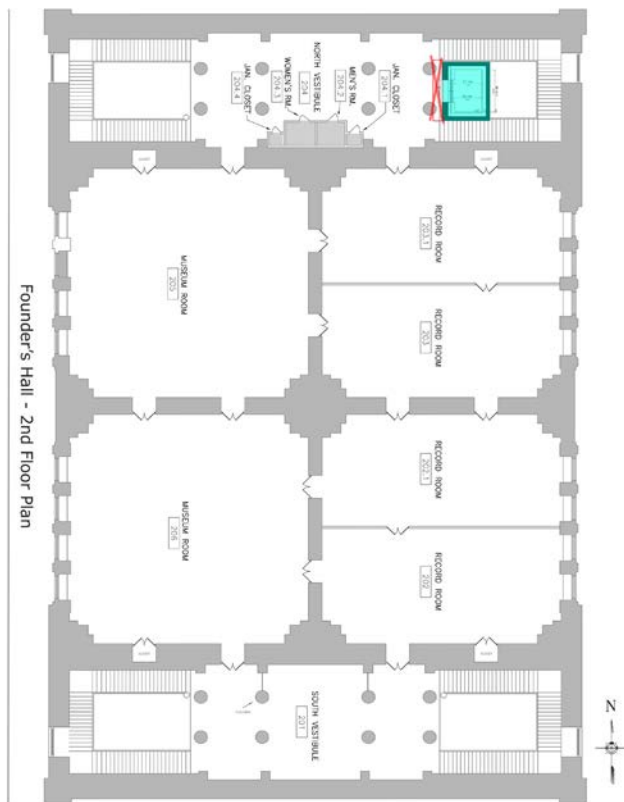 JAN. CLOSET
204.4
WOMEN'S RM.
204.3
NORTH VESTIBULE
204
MEN'S RM.
204.2
JAN. CLOSET
204.1
MUSEUM ROOM
205
RECORD ROOM
203.1
RECORD ROOM
203
MUSEUM ROOM
206
RECORD ROOM
202.1
RECORD ROOM
202
SOUTH VESTIBULE
201
N
Founder's Hall - 2nd Floor Plan